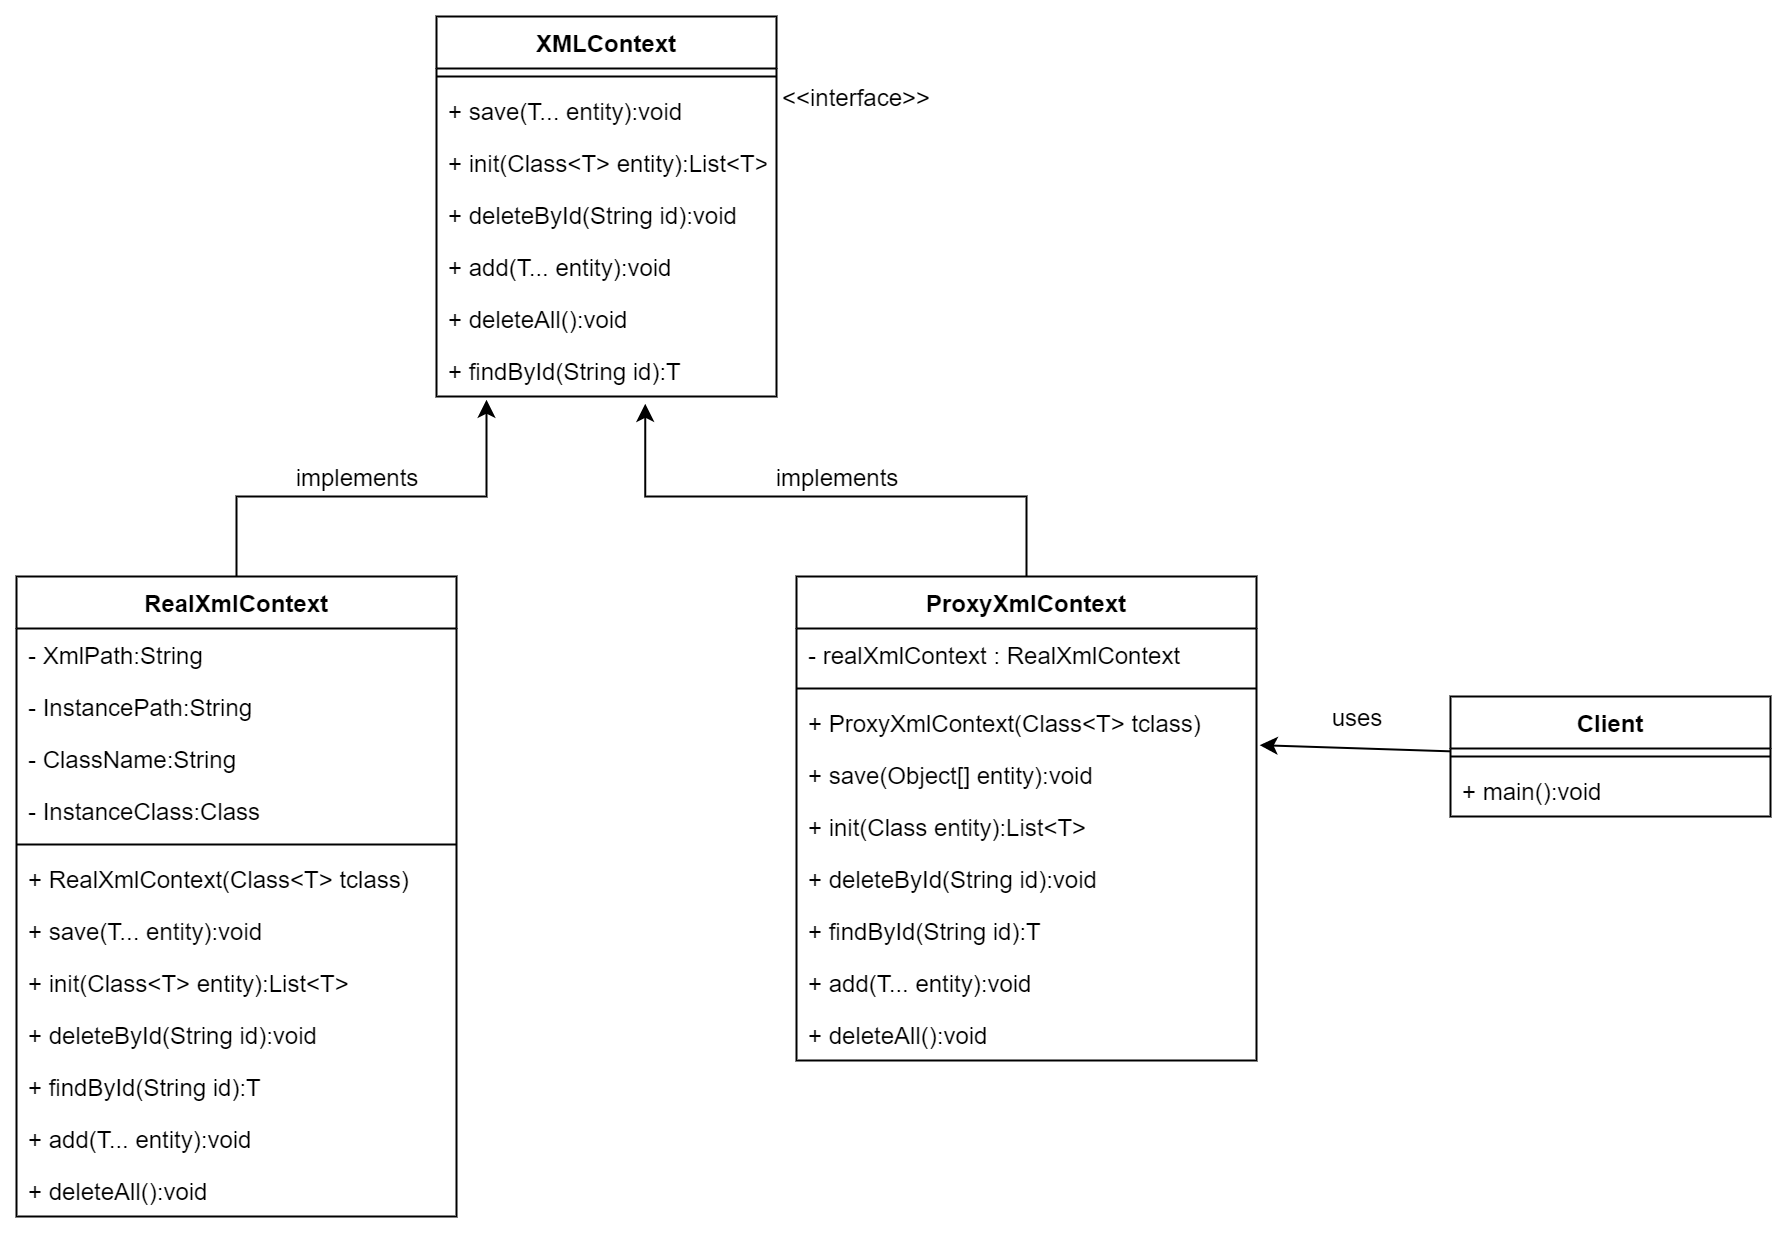 XMLContext
<<interface>>
+ save(T... entity):void
+ init(Class<T> entity):List<T>
+ deleteById(String id):void
+ add(T... entity):void
+ deleteAll():void
+ findById(String id):T
implements
implements
RealXmlContext
- XmlPath:String
- InstancePath:String
- ClassName:String
- InstanceClass:Class
+ RealXmlContext(Class<T> tclass)
+ save(T... entity):void
+ init(Class<T> entity):List<T>
+ deleteById(String id):void
+ findById(String id):T
+ add(T... entity):void
+ deleteAll():void
ProxyXmlContext
- realXmlContext : RealXmlContext
+ ProxyXmlContext(Class<T> tclass)
+ save(Object[] entity):void
+ init(Class entity):List<T>
+ deleteById(String id):void
+ findById(String id):T
+ add(T... entity):void
+ deleteAll():void
uses
Client
+ main():void